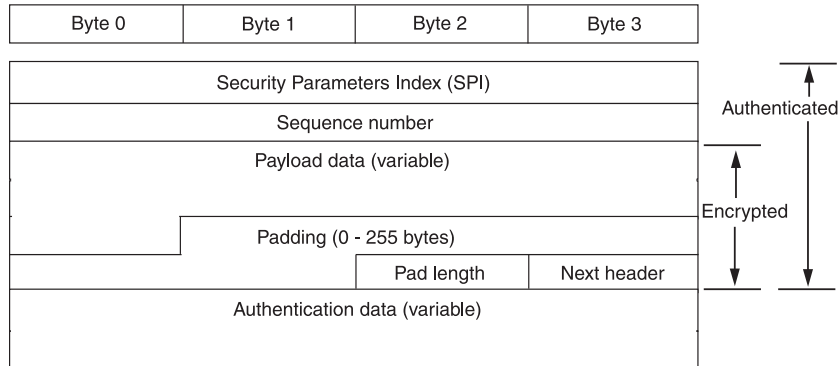 Byte 0 Byte 1 Byte 2 Byte 3
Security Parameters Index (SPI)
Authenticated
Sequence number
Payload data (variable)
Encrypted
Padding (0 - 255 bytes)
Pad length Next header
Authentication data (variable)